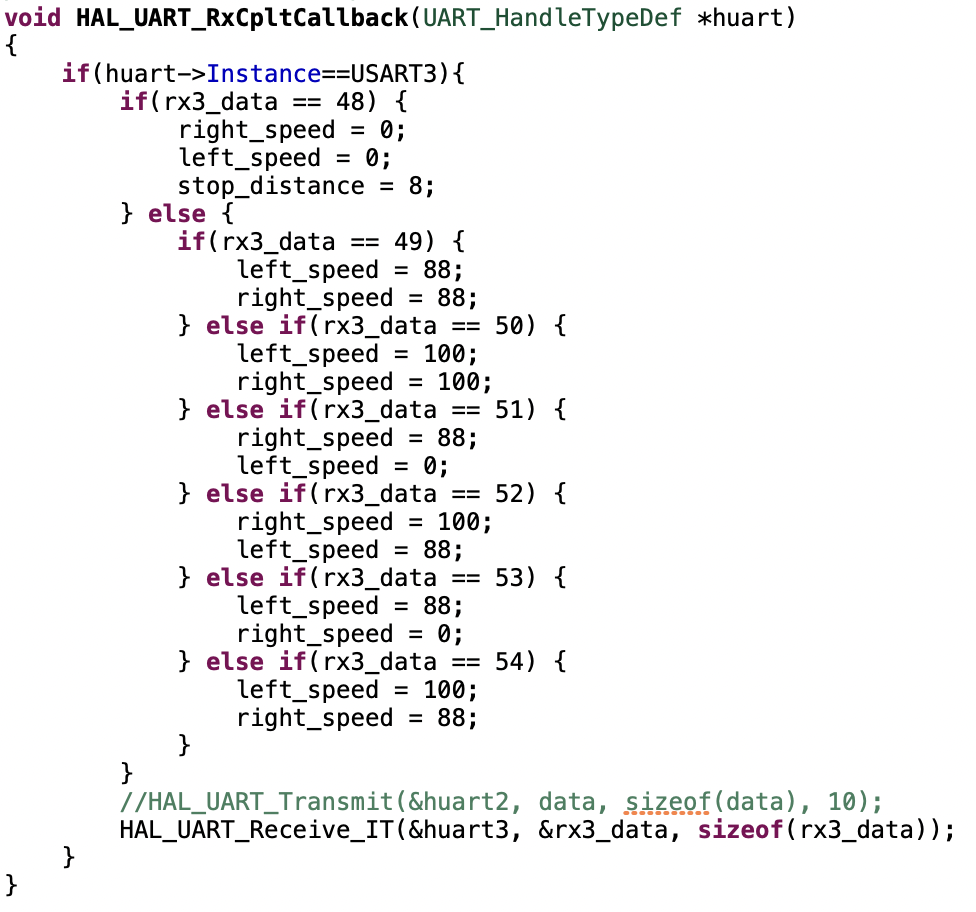 void HAL_UART_RxCpltCallback(UART_HandleTypeDef *huart)
{
    if(huart->Instance==USART3){
        if(rx3_data == 48) {
            right_speed = 0;
            left_speed = 0;
            stop_distance = 8;
        } else {
            if(rx3_data == 49) {
                left_speed = 88;
                right_speed = 88;
            } else if(rx3_data == 50) {
                left_speed = 100;
                right_speed = 100;
            } else if(rx3_data == 51) {
                right_speed = 88;
                left_speed = 0;
            } else if(rx3_data == 52) {
                right_speed = 100;
                left_speed = 88;
            } else if(rx3_data == 53) {
                left_speed = 88;
                right_speed = 0;
            } else if(rx3_data == 54) {
                left_speed = 100;
                right_speed = 88;
            }
        }
        //HAL_UART_Transmit(&huart2, data, sizeof(data), 10);
        HAL_UART_Receive_IT(&huart3, &rx3_data, sizeof(rx3_data));
    }
}